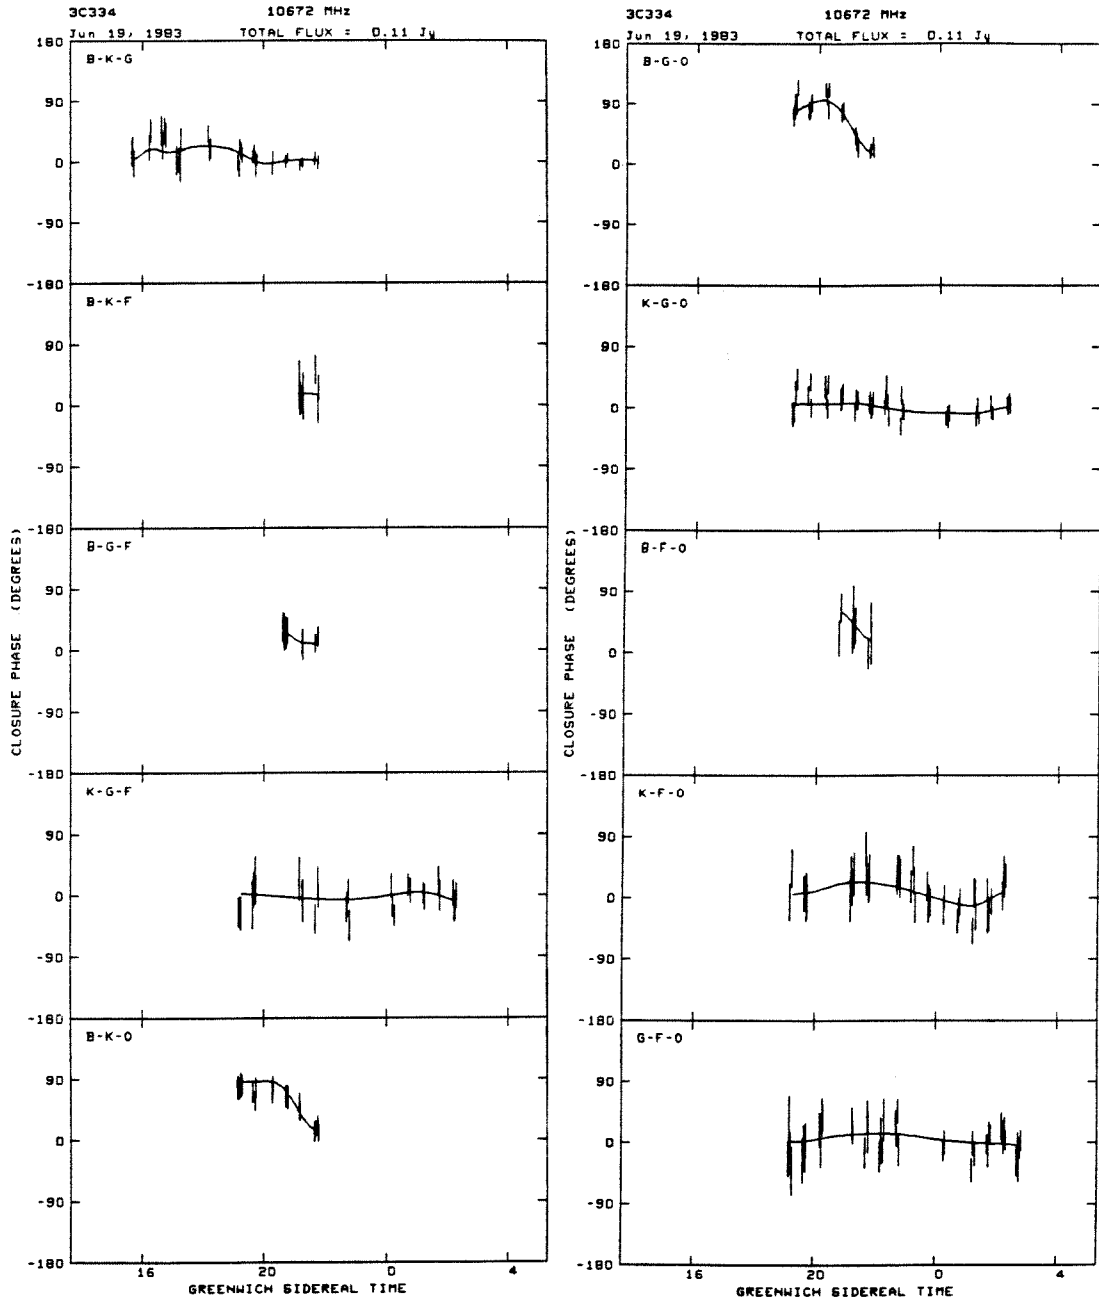 3C334 10672 MHz
Jun 19, 1983 TOTAL FLUX = 0.11 Jy
180
B-K-G
90
0
-90
-180
B-K-F
90
0
-90
-180
B-G-F
90
0
-90
-180
K-G-F
90
0
-90
-180
B-K-O
90
0
-90
-180
16 20 0 4
GREENWICH SIDEREAL TIME
CLOSURE PHASE (DEGREES)
3C334 10672 MHz
Jun 19, 1983 TOTAL FLUX = 0.11 Jy
180
B-G-O
90
0
-90
-180
K-G-O
90
0
-90
-180
B-F-O
90
0
-90
-180
K-F-O
90
0
-90
-180
G-F-O
90
0
-90
-180
16 20 0 4
GREENWICH SIDEREAL TIME
CLOSURE PHASE (DEGREES)